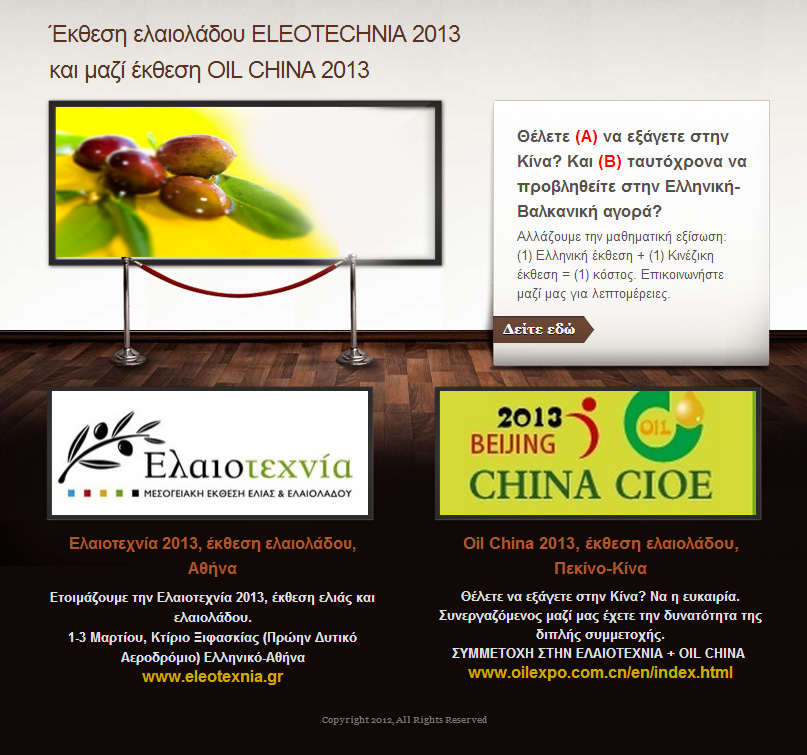 Έκθεση ελαιολάδου ELEOTECHNIA 2013
και μαζί έκθεση OIL CHINA 2013
Θέλετε (Α) να εξάγετε στην
Κίνα? Και (Β) ταυτόχρονα να
προβληθείτε στην Ελληνική-
Βαλκανική αγορά?
Αλλάζουμε την μαθηματική εξίσωση:
(1) Ελληνική έκθεση + (1) Κινέζικη
έκθεση = (1) κόστος. Επικοινωνήστε
μαζί μας για λεπτομέρειες.
Δείτε εδώ
Ελαιοτεχνία
ΜΕΣΟΓΕΙΑΚΗ ΕΚΘΕΣΗ ΕΛΙΑΣ & ΕΛΑΙΟΛΑΔΟΥ
2013
BEIJING
OIL
CHINA CIOE
Ελαιοτεχνία 2013, έκθεση ελαιολάδου,
Αθήνα
Ετοιμάζουμε την Ελαιοτεχνία 2013, έκθεση ελιάς και
ελαιολάδου.
1-3 Μαρτίου, Κτίριο Ξιφασκίας (Πρώην Δυτικό
Αεροδρόμιο) Ελληνικό-Αθήνα
www.eleotexnia.gr
Oil China 2013, έκθεση ελαιολάδου,
Πεκίνο-Κίνα
Θέλετε να εξάγετε στην Κίνα? Να η ευκαιρία.
Συνεργαζόμενος μαζί μας έχετε την δυνατότητα της
διπλής συμμετοχής.
ΣΥΜΜΕΤΟΧΗ ΣΤΗΝ ΕΛΑΙΟΤΕΧΝΙΑ + OIL CHINA
www.oilexpo.com.cn/en/index.html
Copyright 2012, All Rights Reserved